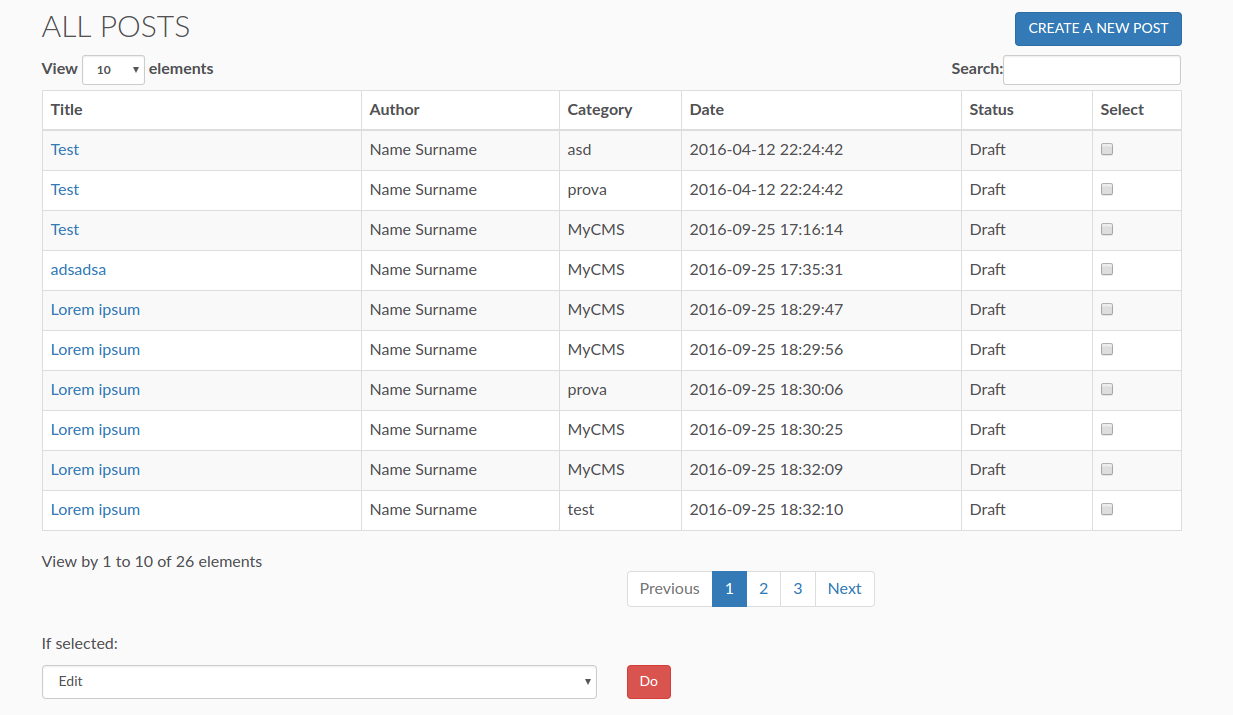 ALL POSTS CREATE A NEW POST
View 10 elements Search:
Title Author Category Date Status Select
Test Name Surname asd 2016-04-12 22:24:42 Draft
Test Name Surname prova 2016-04-12 22:24:42 Draft
Test Name Surname MyCMS 2016-09-25 17:16:14 Draft
adsadsa Name Surname MyCMS 2016-09-25 17:35:31 Draft
Lorem ipsum Name Surname MyCMS 2016-09-25 18:29:47 Draft
Lorem ipsum Name Surname MyCMS 2016-09-25 18:29:56 Draft
Lorem ipsum Name Surname prova 2016-09-25 18:30:06 Draft
Lorem ipsum Name Surname MyCMS 2016-09-25 18:30:25 Draft
Lorem ipsum Name Surname MyCMS 2016-09-25 18:32:09 Draft
Lorem ipsum Name Surname test 2016-09-25 18:32:10 Draft
View by 1 to 10 of 26 elements
Previous 1 2 3 Next
If selected:
Edit Do